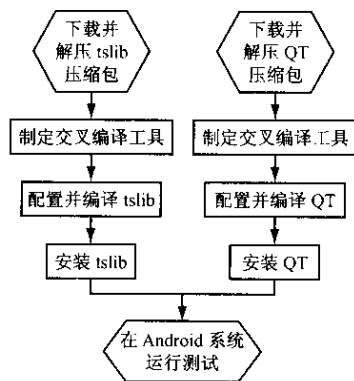 下载并
解压 tslib
压缩包
下载并
解压 QT
压缩包
制定交叉编译工具
制定交叉编译工具
配置并编译 tslib
配置并编译 QT
安装 tslib
安装 QT
在 Android 系统
运行测试